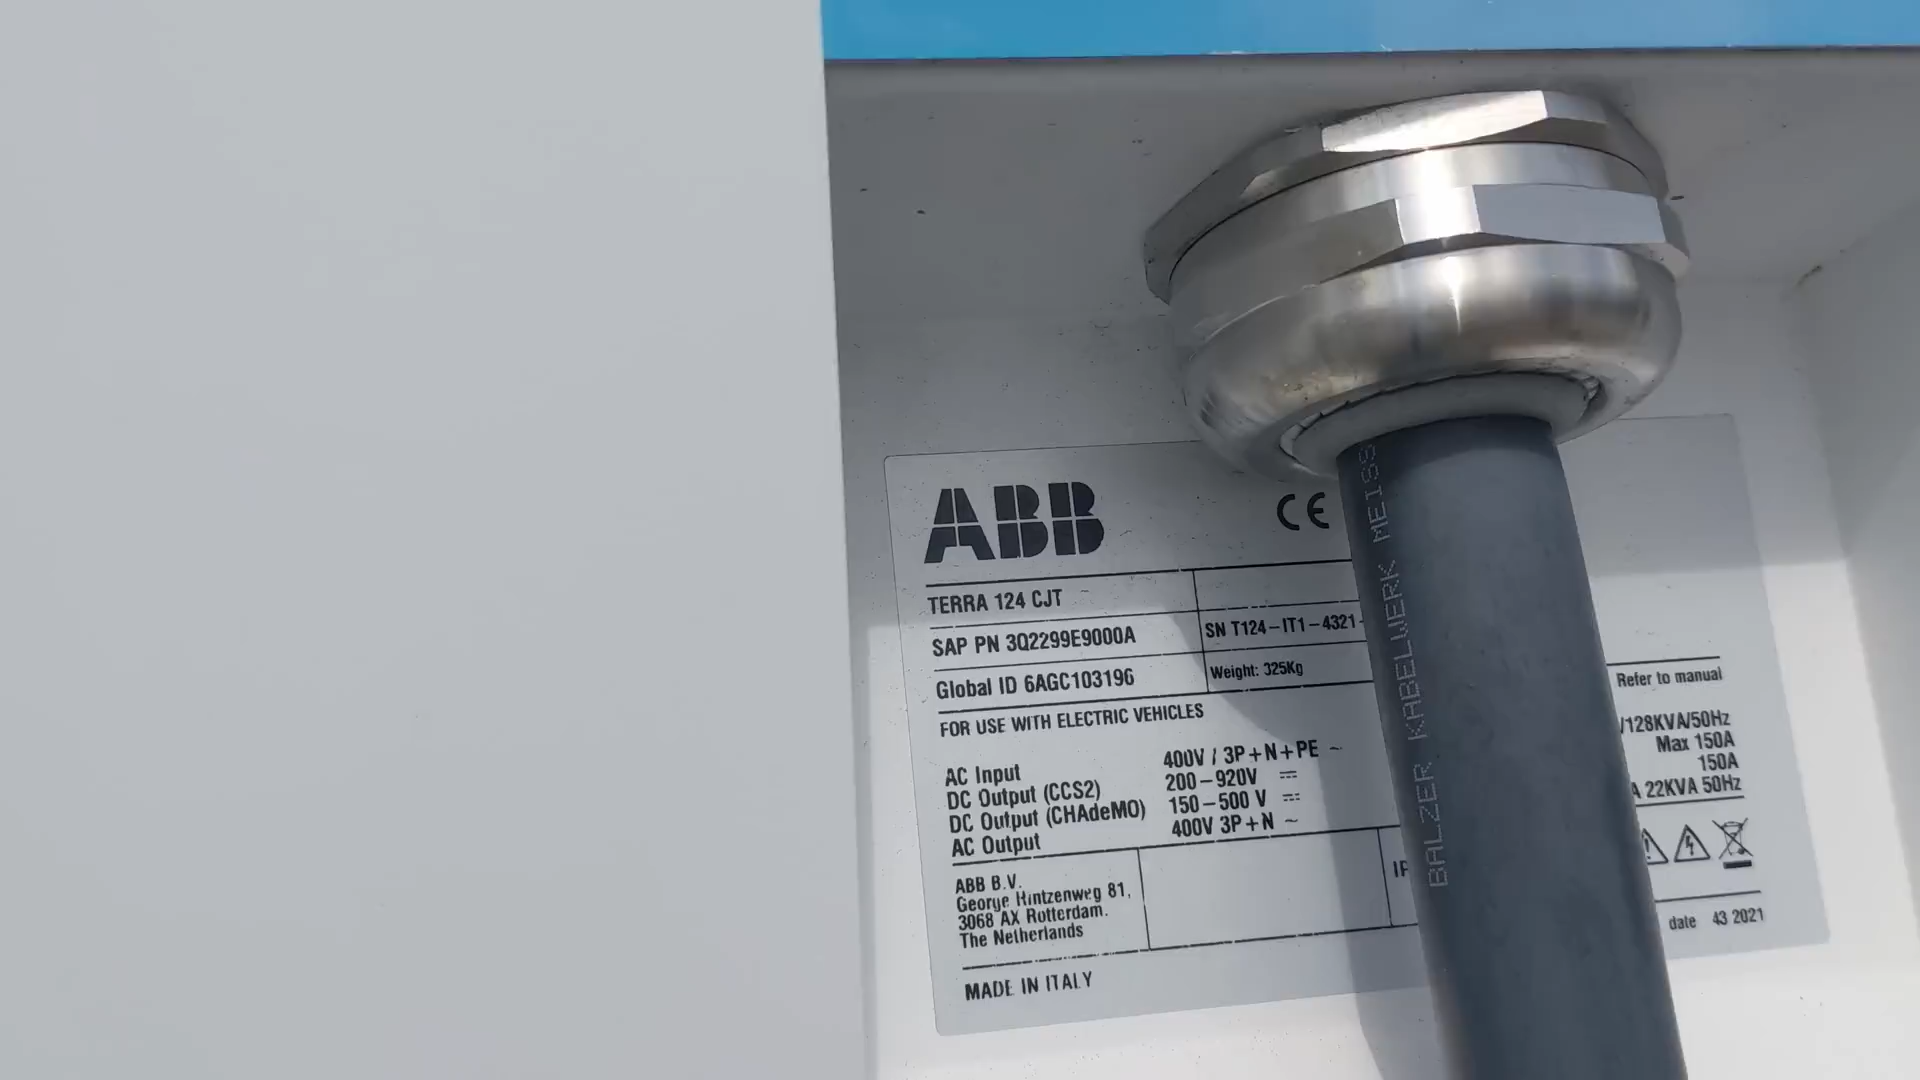 ABB
CE
TERRA 124 CJT
SAP PN 3Q2299E9000A
SN T124-IT1-4321-
Global ID 6AGC103196
Weight: 325Kg
Refer to manual
FOR USE WITH ELECTRIC VEHICLES
AC Input 400V / 3P+N+PE ~ /128KVA/50Hz
DC Output (CCS2) 200-920V ⎓ Max 150A
DC Output (CHAdeMO) 150-500 V ⎓ 150A
AC Output 400V 3P+N ~ A 22KVA 50Hz
ABB B.V.
George Hintzenweg 81,
3068 AX Rotterdam.
The Netherlands
date 43 2021
MADE IN ITALY
BALZER KABELWERK MEISS